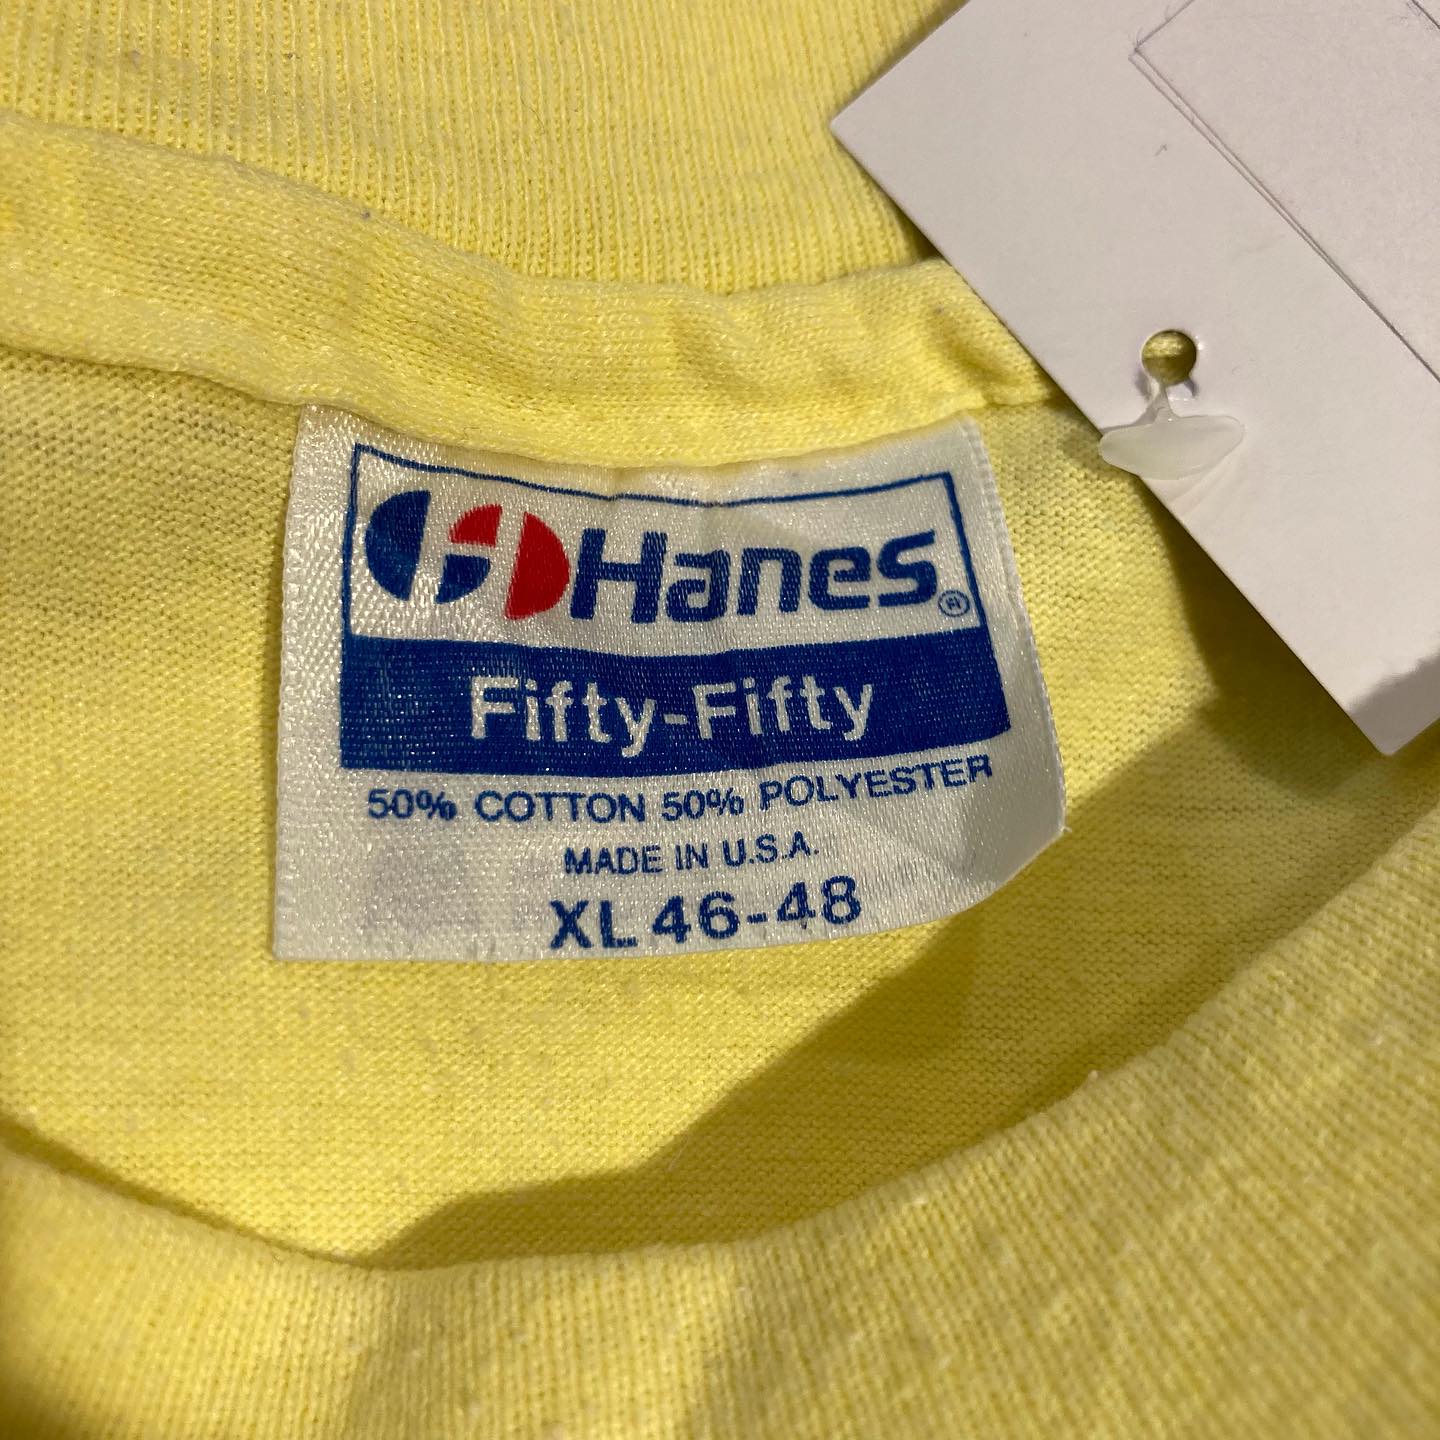 Hanes®
Fifty-Fifty
50% COTTON 50% POLYESTER
MADE IN U.S.A.
XL 46-48